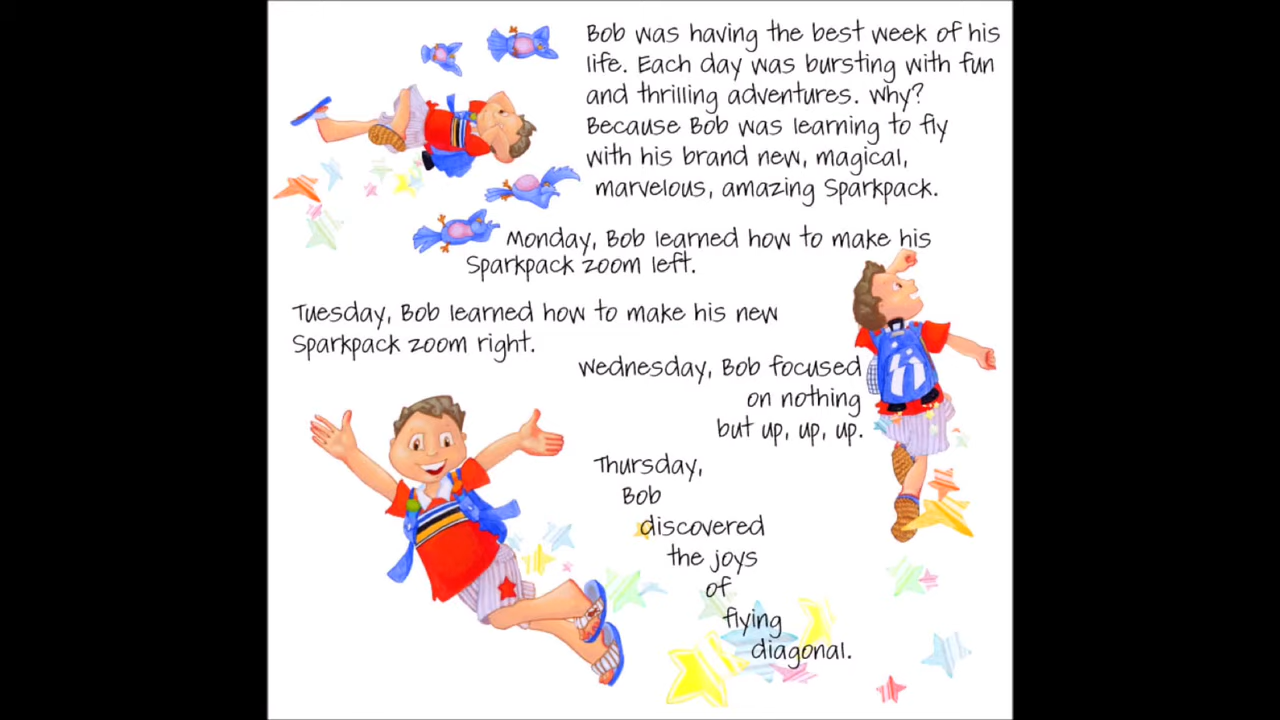 Bob was having the best week of his
life. Each day was bursting with fun
and thrilling adventures. Why?
Because Bob was learning to fly
with his brand new, magical,
marvelous, amazing Sparkpack.
Monday, Bob learned how to make his
Sparkpack zoom left.
Tuesday, Bob learned how to make his new
Sparkpack zoom right.
Wednesday, Bob focused
on nothing
but up, up, up.
Thursday,
Bob
discovered
the joys
of
flying
diagonal.